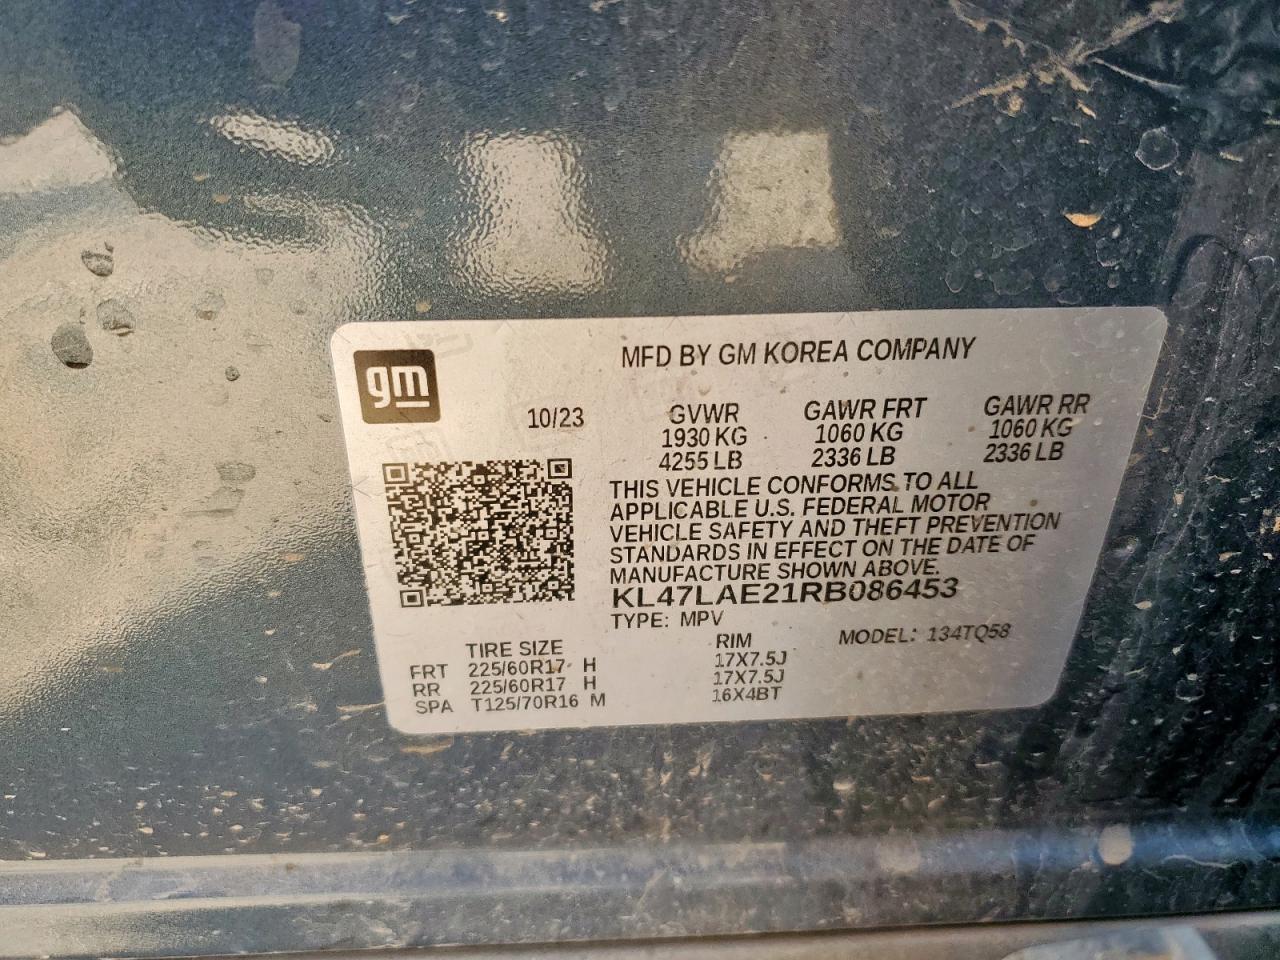 gm
MFD BY GM KOREA COMPANY
10/23 GVWR GAWR FRT GAWR RR
1930 KG 1060 KG 1060 KG
4255 LB 2336 LB 2336 LB
THIS VEHICLE CONFORMS TO ALL
APPLICABLE U.S. FEDERAL MOTOR
VEHICLE SAFETY AND THEFT PREVENTION
STANDARDS IN EFFECT ON THE DATE OF
MANUFACTURE SHOWN ABOVE.
KL47LAE21RB086453
TYPE: MPV MODEL: 134TQ58
TIRE SIZE RIM
FRT 225/60R17 H 17X7.5J
RR 225/60R17 H 17X7.5J
SPA T125/70R16 M 16X4BT